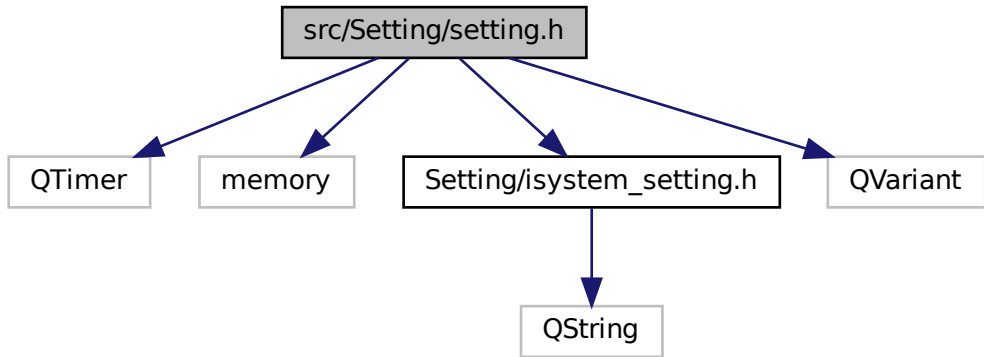 src/Setting/setting.h
QTimer
memory
Setting/isystem_setting.h
QVariant
QString